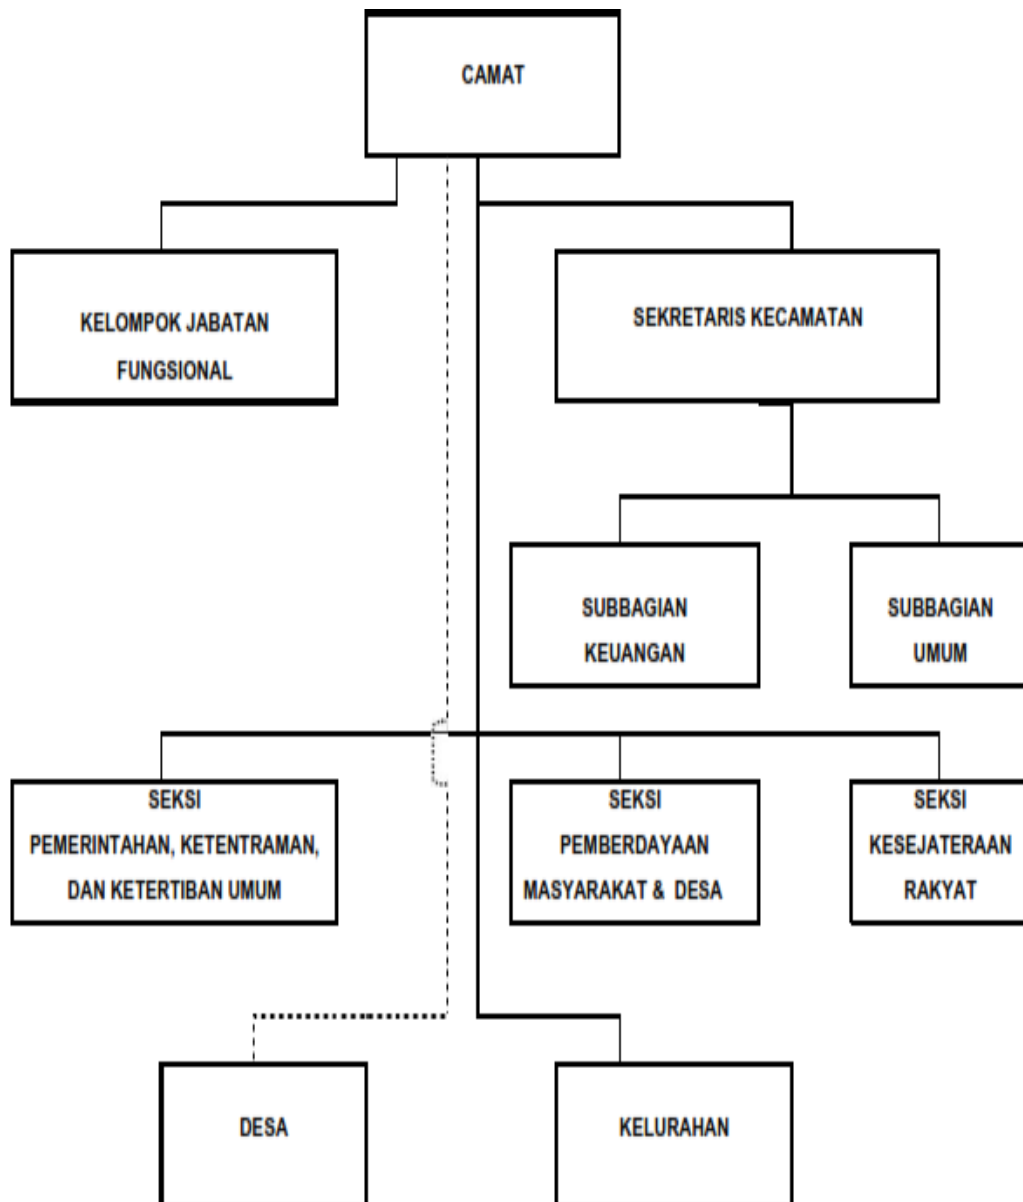 CAMAT
KELOMPOK JABATAN
FUNGSIONAL
SEKRETARIS KECAMATAN
SUBBAGIAN
KEUANGAN
SUBBAGIAN
UMUM
SEKSI
PEMERINTAHAN, KETENTRAMAN,
DAN KETERTIBAN UMUM
SEKSI
PEMBERDAYAAN
MASYARAKAT & DESA
SEKSI
KESEJATERAAN
RAKYAT
DESA
KELURAHAN